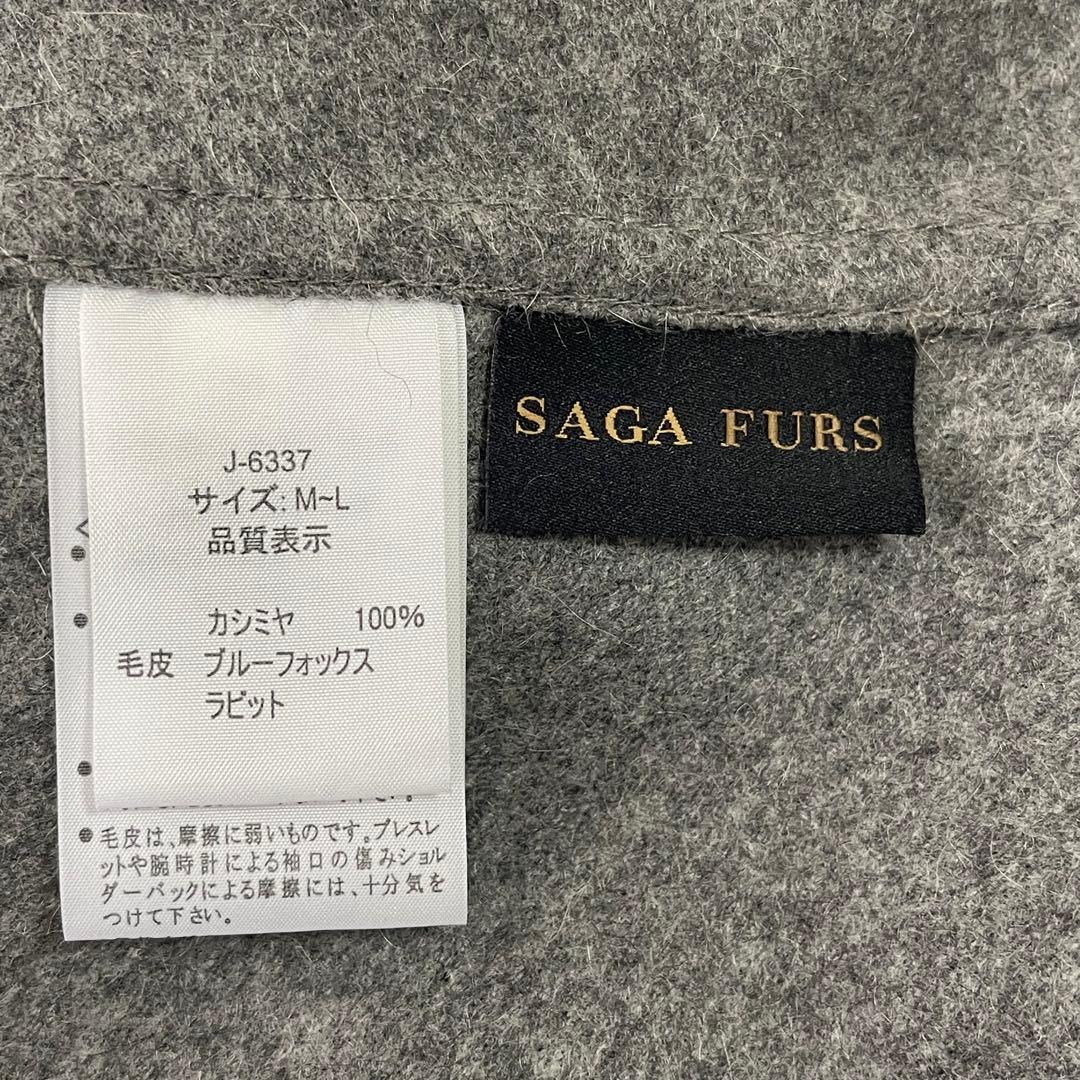 J-6337
サイズ: M~L
品質表示
カシミヤ 100%
毛皮 ブルーフォックス
ラビット
●毛皮は、摩擦に弱いものです。ブレスレ
ットや腕時計による袖口の傷みショル
ダーバックによる摩擦には、十分気を
つけて下さい。
SAGA FURS